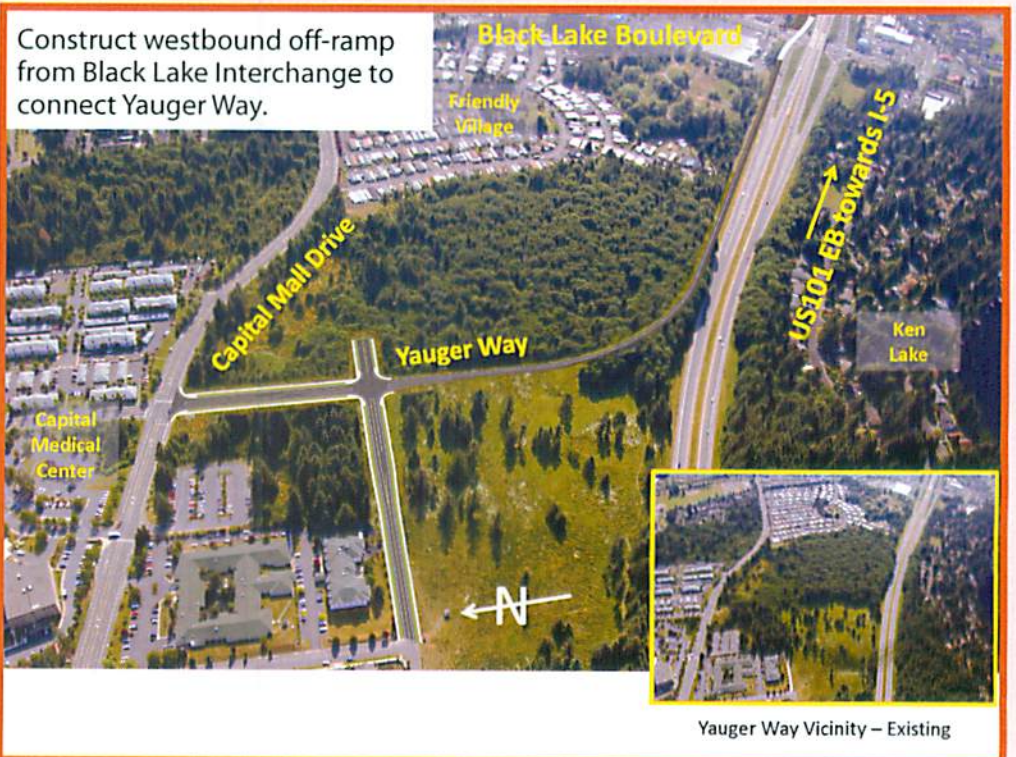 Construct westbound off-ramp
from Black Lake Interchange to
connect Yauger Way.
Black Lake Boulevard
Friendly
Village
US101 EB towards I-5
Capital Mall Drive
Yauger Way
Ken
Lake
Capital
Medical
Center
N
Yauger Way Vicinity – Existing